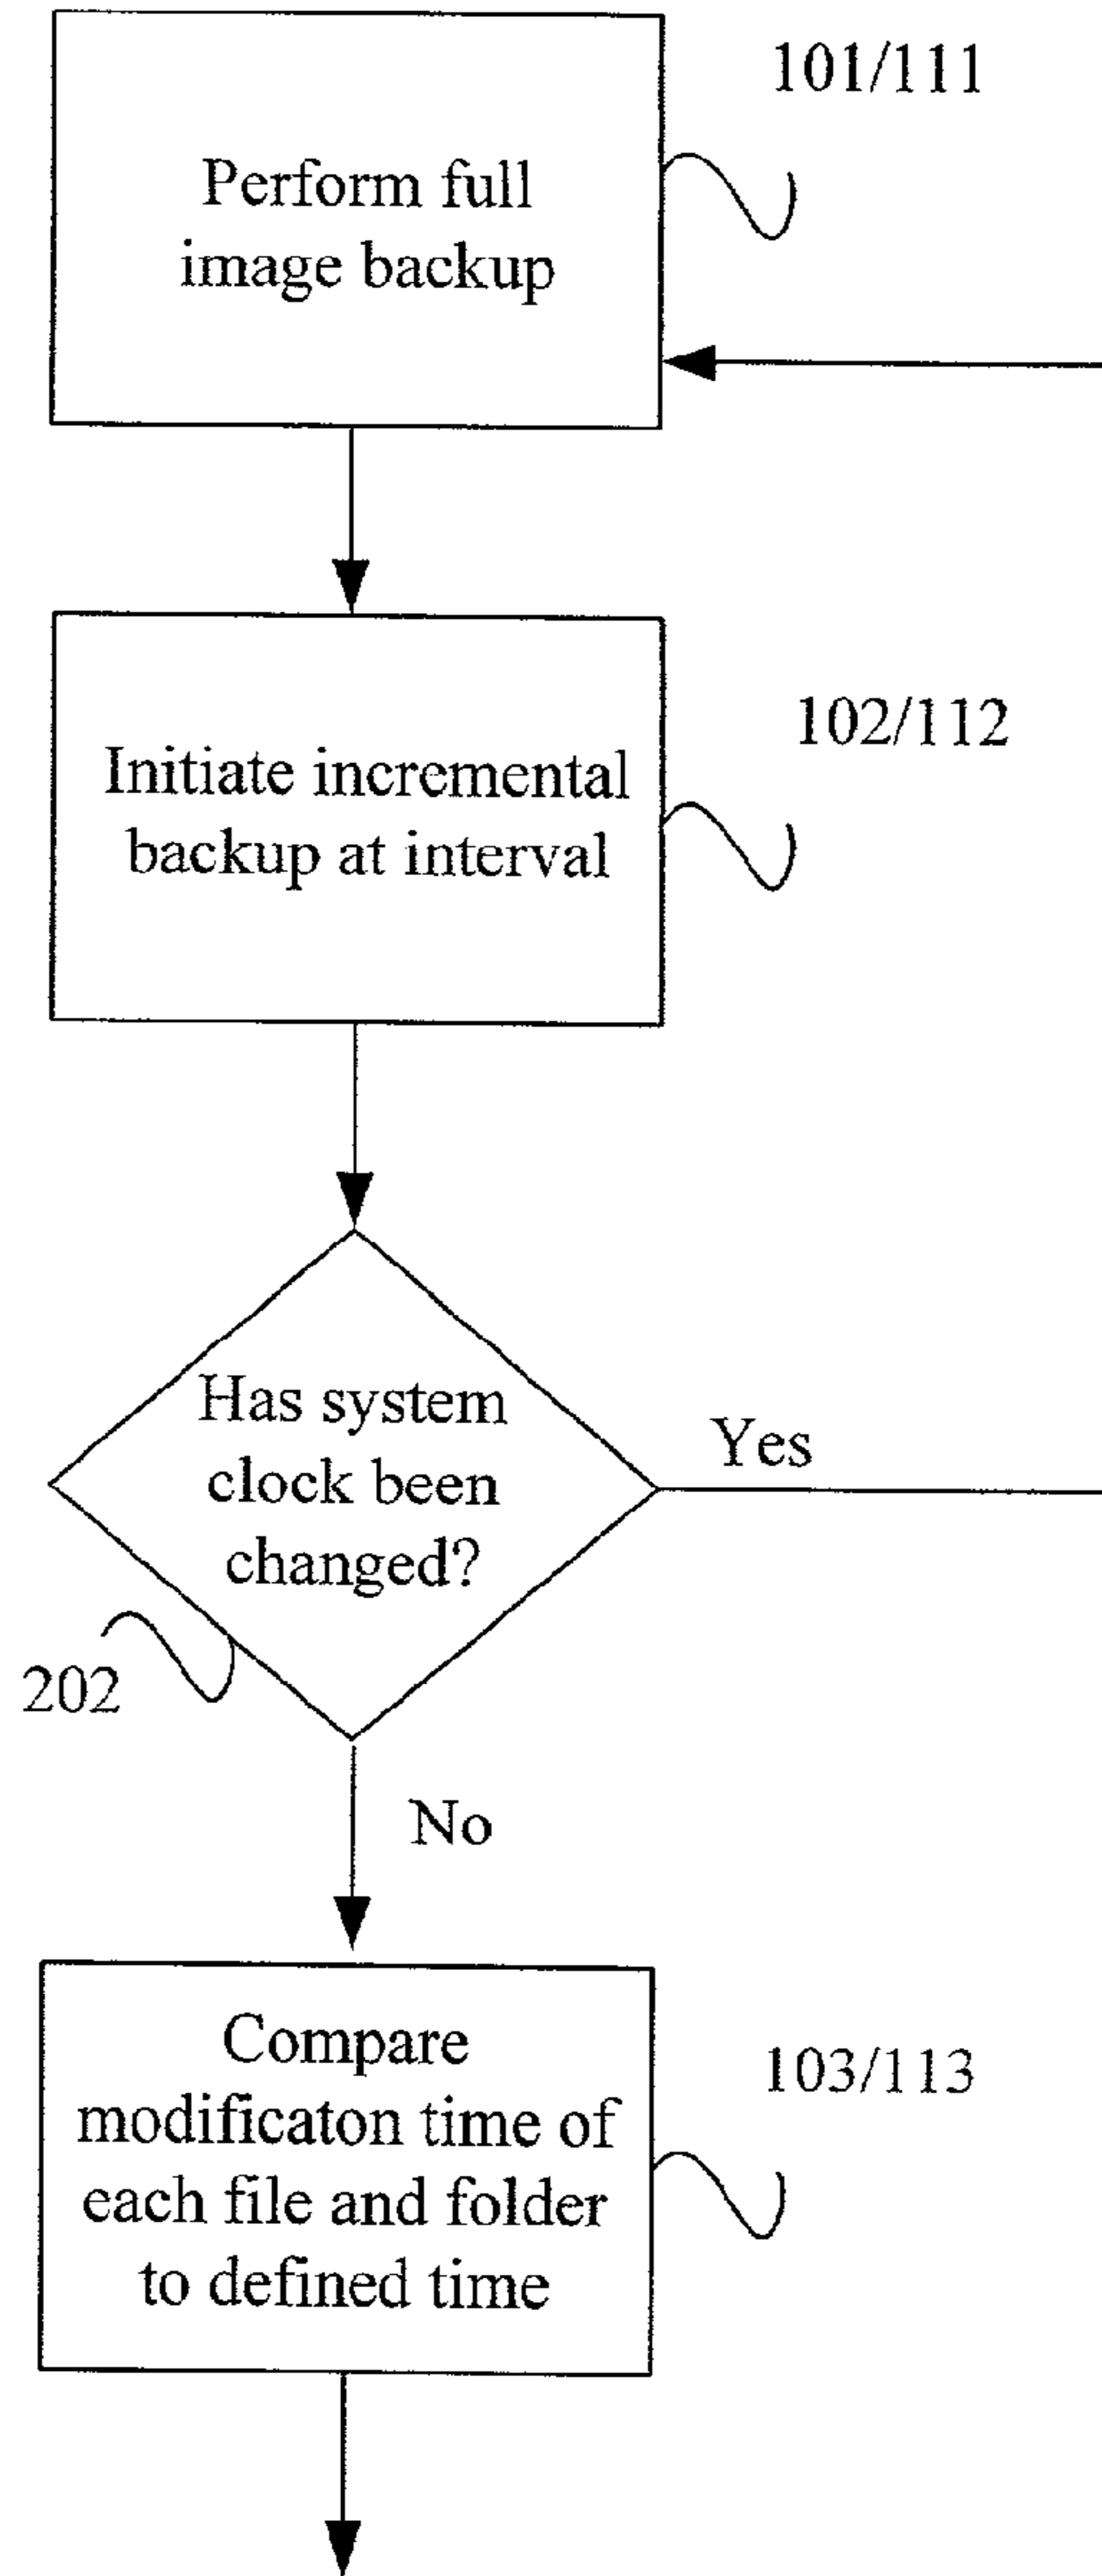 101/111
Perform full
image backup
102/112
Initiate incremental
backup at interval
Has system
clock been
changed?
Yes
202
No
103/113
Compare
modificaton time of
each file and folder
to defined time